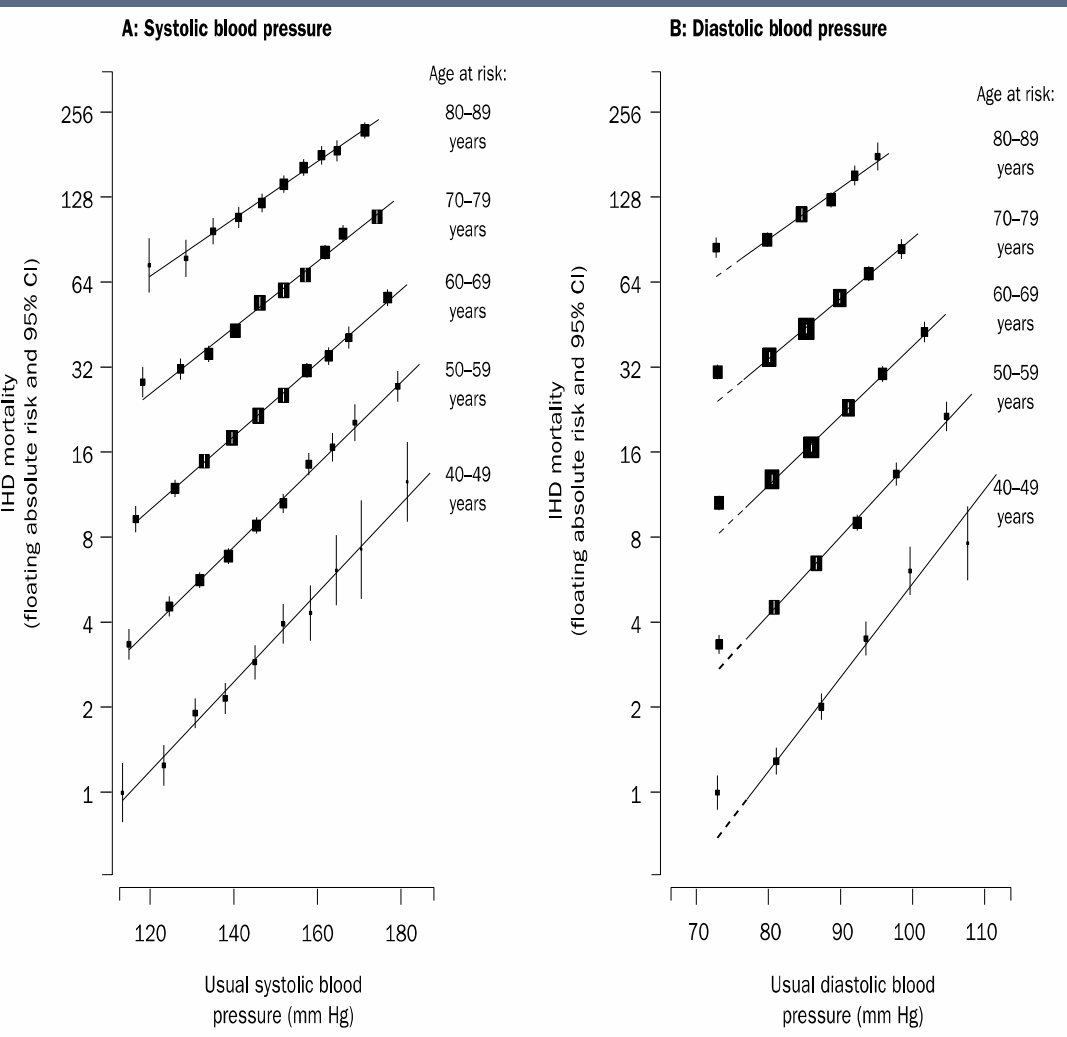 A: Systolic blood pressure
Age at risk:
256
128
64
32
16
8
4
2
1
IHD mortality
(floating absolute risk and 95% CI)
80–89
years
70–79
years
60–69
years
50–59
years
40–49
years
120 140 160 180
Usual systolic blood
pressure (mm Hg)
B: Diastolic blood pressure
Age at risk:
256
128
64
32
16
8
4
2
1
IHD mortality
(floating absolute risk and 95% CI)
80–89
years
70–79
years
60–69
years
50–59
years
40–49
years
70 80 90 100 110
Usual diastolic blood
pressure (mm Hg)